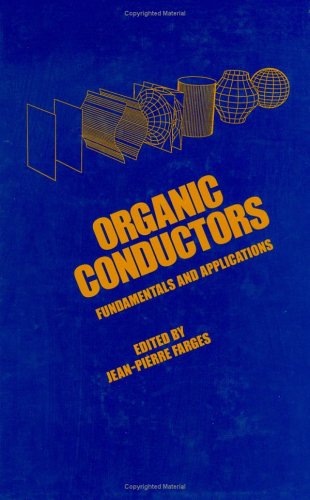 ORGANIC
CONDUCTORS
FUNDAMENTALS AND APPLICATIONS
EDITED BY
JEAN-PIERRE FARGES
Copyrighted Material
Copyrighted Material